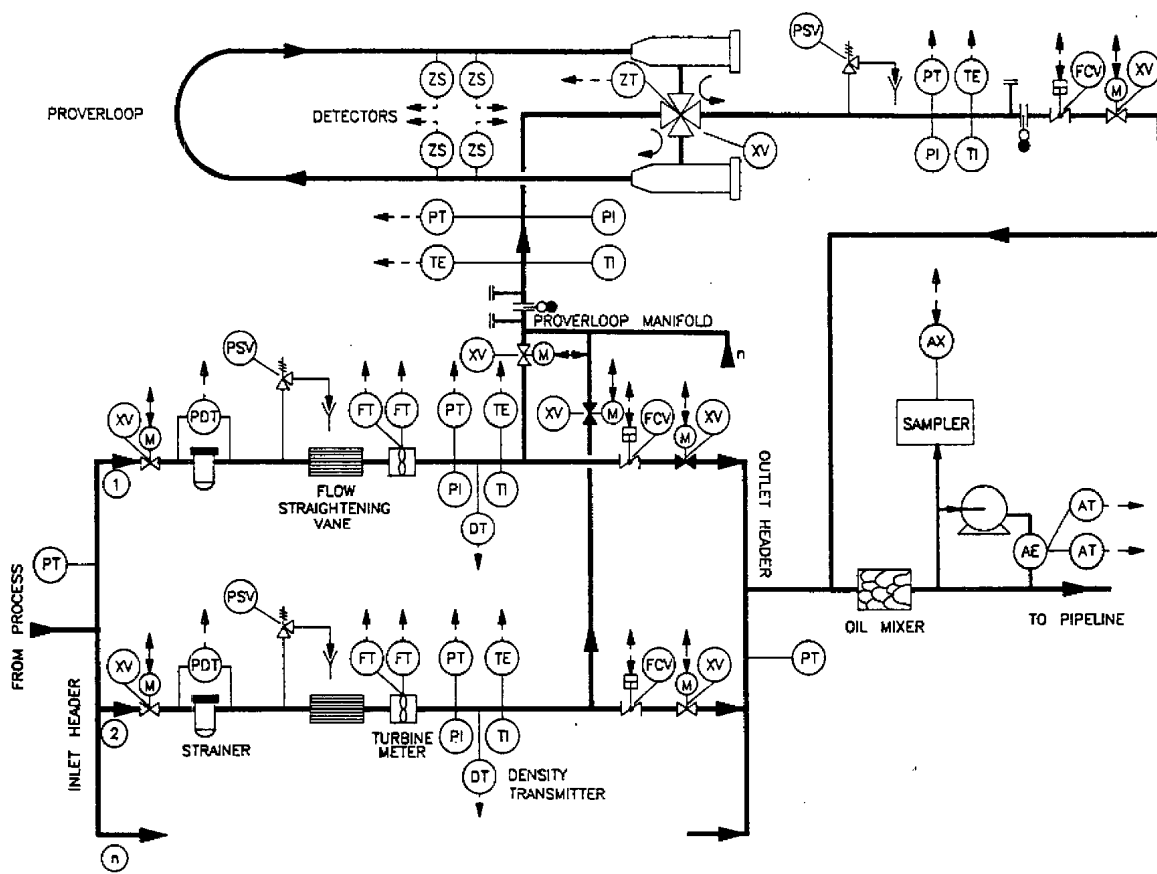 PSV
ZS
ZS
ZT
PT
TE
FCV
XV
M
PROVERLOOP
DETECTORS
ZS
ZS
XV
PI
TI
PT
PI
TE
TI
PROVERLOOP MANIFOLD
n
AX
XV
M
PSV
XV
M
PDT
FT
FT
PT
TE
XV
M
FCV
M
XV
SAMPLER
1
FLOW
STRAIGHTENING
VANE
PI
TI
DT
OUTLET HEADER
AT
AE
AT
PT
FROM PROCESS
INLET HEADER
PSV
OIL MIXER
TO PIPELINE
XV
M
PDT
FT
FT
PT
TE
FCV
M
XV
PT
2
STRAINER
TURBINE
METER
PI
TI
DT
DENSITY
TRANSMITTER
n